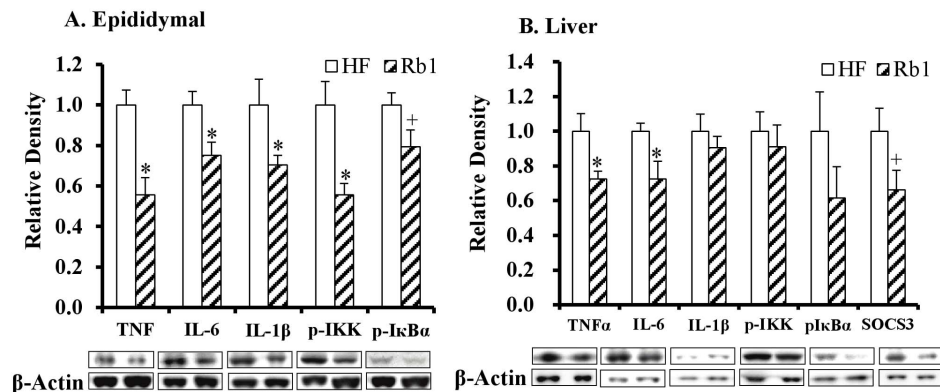 A. Epididymal
HF Rb1
Relative Density
1.2
1.0
0.8
0.6
0.4
0.2
0.0
* * * * +
TNF IL-6 IL-1β p-IKK p-IκBα
β-Actin
B. Liver
HF Rb1
Relative Density
1.4
1.2
1.0
0.8
0.6
0.4
0.2
0.0
* * +
TNFα IL-6 IL-1β p-IKK pIκBα SOCS3
β-Actin